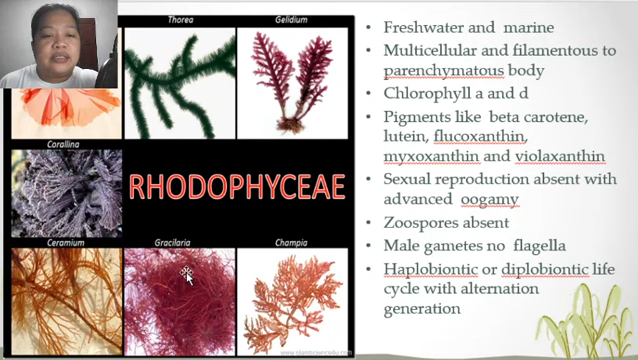 Thorea
Gelidium
Corallina
RHODOPHYCEAE
Ceramium
Gracilaria
Champia
Freshwater and marine
Multicellular and filamentous to
parenchymatous body
Chlorophyll a and d
Pigments like beta carotene,
lutein, flucoxanthin,
myxoxanthin and violaxanthin
Sexual reproduction absent with
advanced oogamy
Zoospores absent
Male gametes no flagella
Haplobiontic or diplobiontic life
cycle with alternation
generation